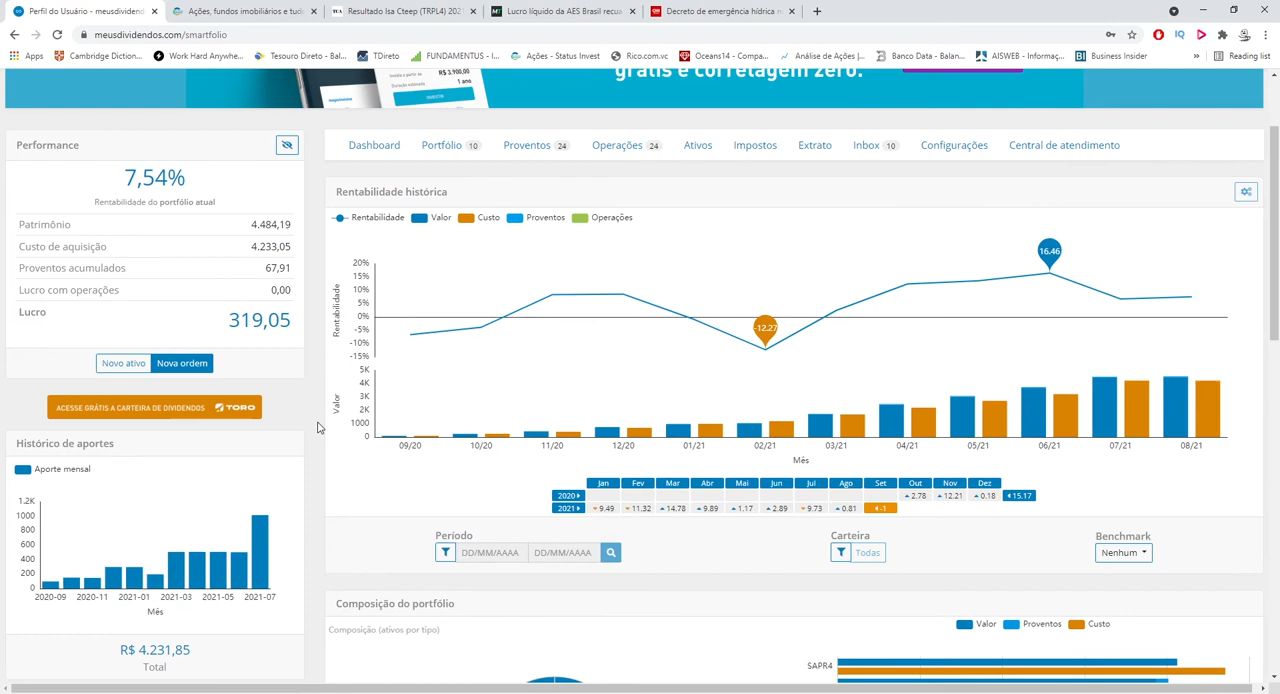 Perfil do Usuário - meusdividend
Ações, fundos imobiliários e tud
Resultado Isa Cteep (TRPL4) 202
Lucro líquido da AES Brasil recu
Decreto de emergência hídrica n
meusdividendos.com/smartfolio
Apps
Cambridge Diction...
Work Hard Anywhe...
Tesouro Direto - Bal...
TDireto
FUNDAMENTUS - I...
Ações - Status Invest
Rico.com.vc
Oceans14 - Compa...
Análise de Ações |...
Banco Data - Balan...
AISWEB - Informaç...
Business Insider
»
Reading list
R$ 3.900,00
1 ano
INVESTIR
grátis e corretagem zero.
Performance
7,54%
Rentabilidade do portfólio atual
Patrimônio 4.484,19
Custo de aquisição 4.233,05
Proventos acumulados 67,91
Lucro com operações 0,00
Lucro 319,05
Novo ativo Nova ordem
ACESSE GRÁTIS A CARTEIRA DE DIVIDENDOS TORO
Histórico de aportes
Aporte mensal
1.2K
1000
800
600
400
200
0
2020-09 2020-11 2021-01 2021-03 2021-05 2021-07
Mês
R$ 4.231,85
Total
Dashboard Portfólio 10 Proventos 24 Operações 24 Ativos Impostos Extrato Inbox 10 Configurações Central de atendimento
Rentabilidade histórica
Rentabilidade Valor Custo Proventos Operações
16.46
-12.27
Rentabilidade
20%
15%
10%
5%
0%
-5%
-10%
-15%
Valor
5K
4K
3K
2K
1000
0
09/20 10/20 11/20 12/20 01/21 02/21 03/21 04/21 05/21 06/21 07/21 08/21
Mês
Jan Fev Mar Abr Mai Jun Jul Ago Set Out Nov Dez
2020 2.78 12.21 0.18 15.17
2021 9.49 11.32 14.78 9.89 1.17 2.89 9.73 0.81 -1
Período
DD/MM/AAAA DD/MM/AAAA
Carteira
Todas
Benchmark
Nenhum
Composição do portfólio
Composição (ativos por tipo)
Valor Proventos Custo
SAPR4